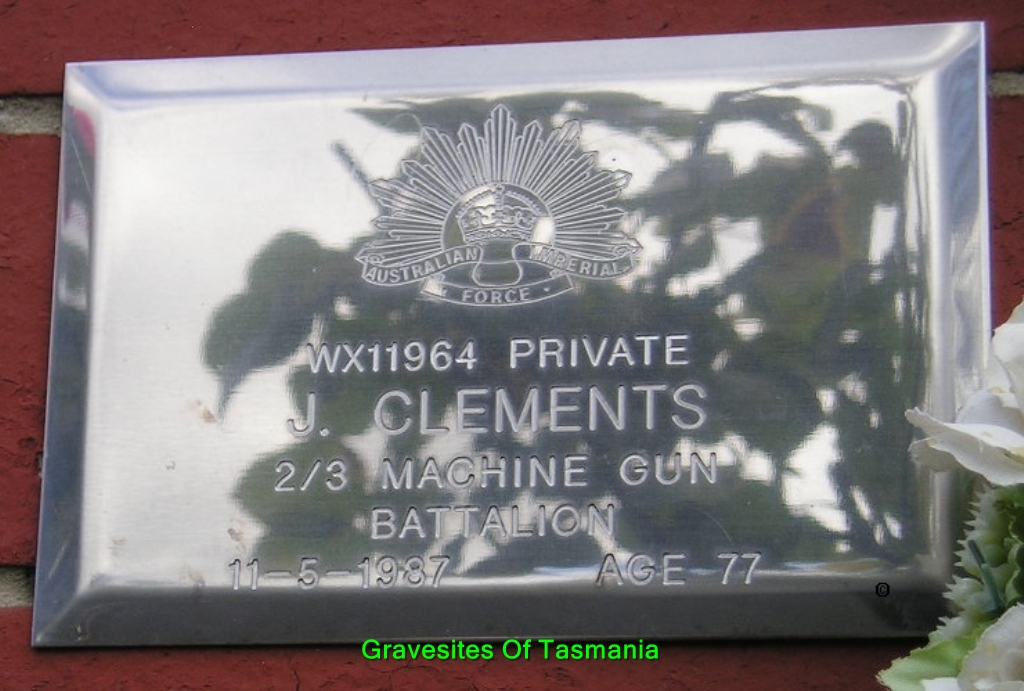 AUSTRALIAN IMPERIAL
FORCE
WX11964 PRIVATE
J. CLEMENTS
2/3 MACHINE GUN
BATTALION
11-5-1987 AGE 77
©
Gravesites Of Tasmania